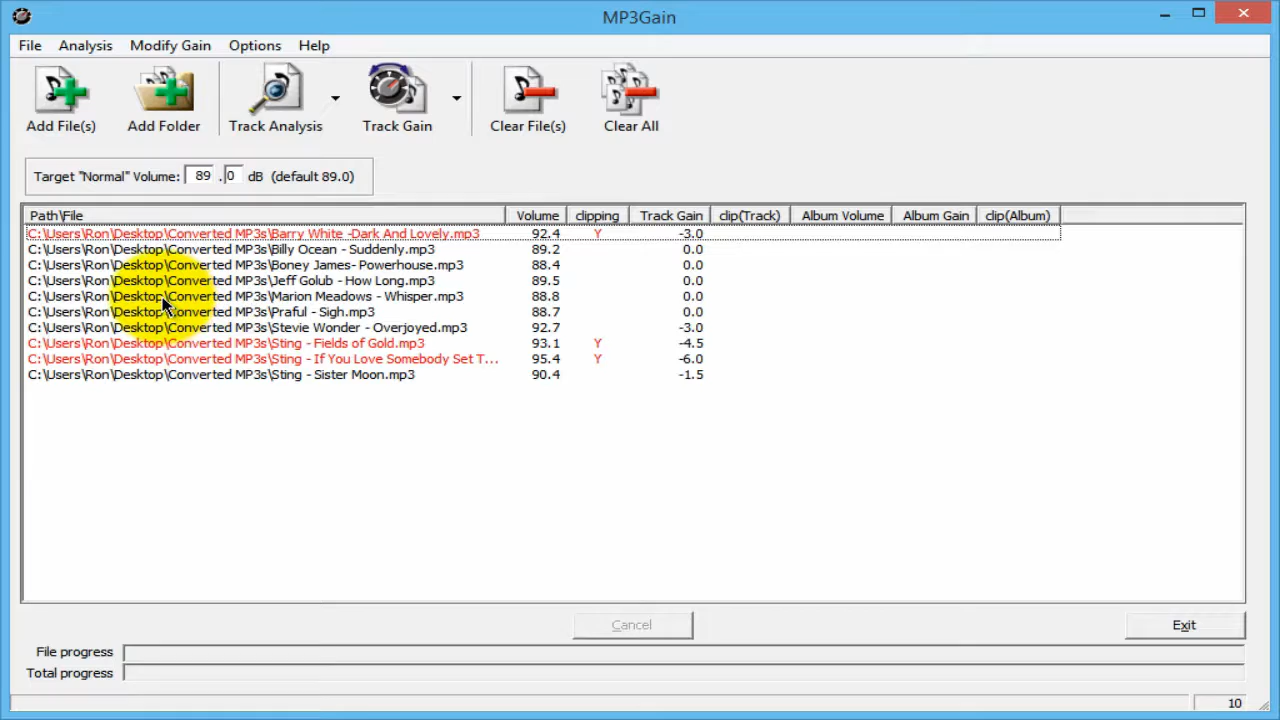 MP3Gain
File Analysis Modify Gain Options Help
Add File(s) Add Folder Track Analysis Track Gain Clear File(s) Clear All
Target "Normal" Volume: 89 .0 dB (default 89.0)
Path\File Volume clipping Track Gain clip(Track) Album Volume Album Gain clip(Album)
C:\Users\Ron\Desktop\Converted MP3s\Barry White -Dark And Lovely.mp3 92.4 Y -3.0
C:\Users\Ron\Desktop\Converted MP3s\Billy Ocean - Suddenly.mp3 89.2 0.0
C:\Users\Ron\Desktop\Converted MP3s\Boney James- Powerhouse.mp3 88.4 0.0
C:\Users\Ron\Desktop\Converted MP3s\Jeff Golub - How Long.mp3 89.5 0.0
C:\Users\Ron\Desktop\Converted MP3s\Marion Meadows - Whisper.mp3 88.8 0.0
C:\Users\Ron\Desktop\Converted MP3s\Praful - Sigh.mp3 88.7 0.0
C:\Users\Ron\Desktop\Converted MP3s\Stevie Wonder - Overjoyed.mp3 92.7 -3.0
C:\Users\Ron\Desktop\Converted MP3s\Sting - Fields of Gold.mp3 93.1 Y -4.5
C:\Users\Ron\Desktop\Converted MP3s\Sting - If You Love Somebody Set T... 95.4 Y -6.0
C:\Users\Ron\Desktop\Converted MP3s\Sting - Sister Moon.mp3 90.4 -1.5
Cancel Exit
File progress
Total progress
10